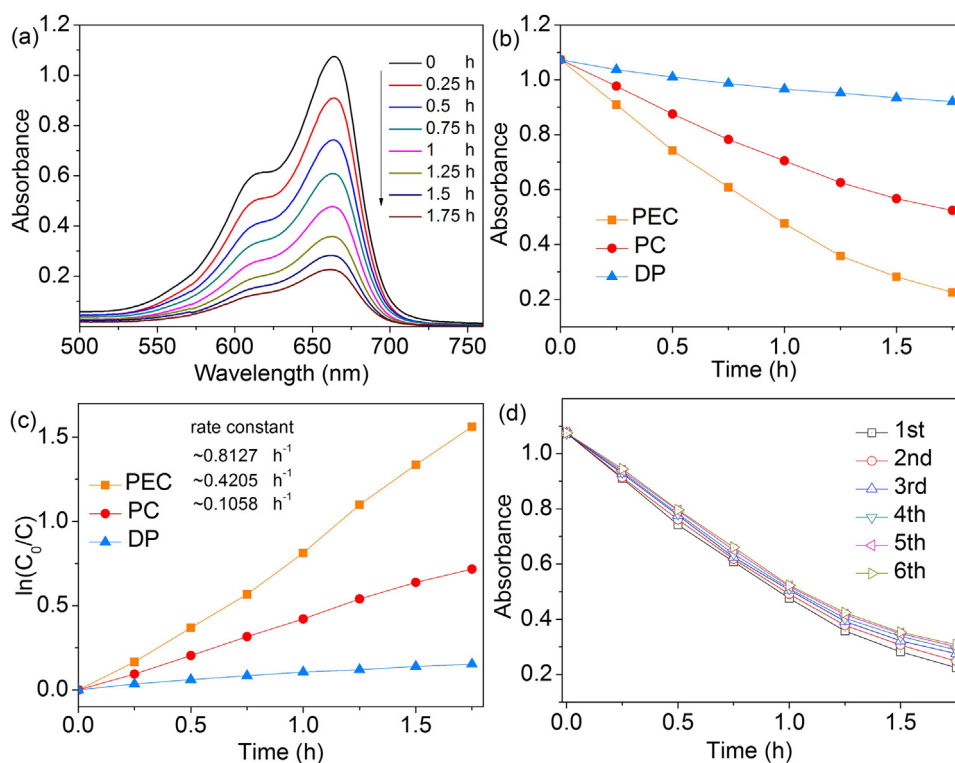 (a)
1.2
1.0
0.8
0.6
0.4
0.2
Absorbance
500
550
600
650
700
750
Wavelength (nm)
0 h
0.25 h
0.5 h
0.75 h
1 h
1.25 h
1.5 h
1.75 h
(b)
1.2
1.0
0.8
0.6
0.4
0.2
Absorbance
PEC
PC
DP
0.0
0.5
1.0
1.5
Time (h)
(c)
1.5
1.0
0.5
0.0
ln(C₀/C)
rate constant
PEC ~0.8127 h⁻¹
PC ~0.4205 h⁻¹
DP ~0.1058 h⁻¹
0.0
0.5
1.0
1.5
Time (h)
(d)
1.0
0.8
0.6
0.4
0.2
Absorbance
1st
2nd
3rd
4th
5th
6th
0.0
0.5
1.0
1.5
Time (h)